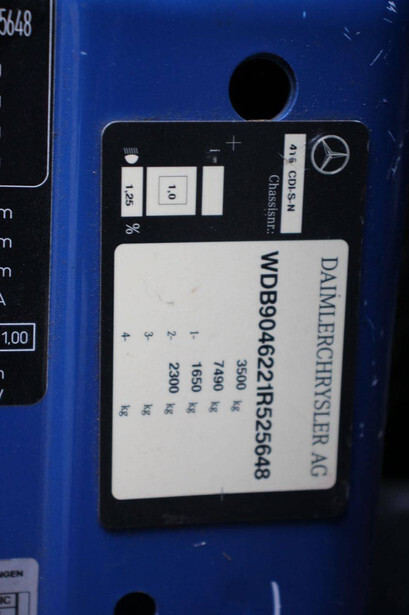 DAIMLERCHRYSLER AG
416 CDI-S-N
Chassisnr.:
WDB9046221R525648
3500 kg
7490 kg
1- 1650 kg
2- 2300 kg
3- kg
4- kg
1,0
1,25 %
5648
m
m
m
A
1,00
NGEN